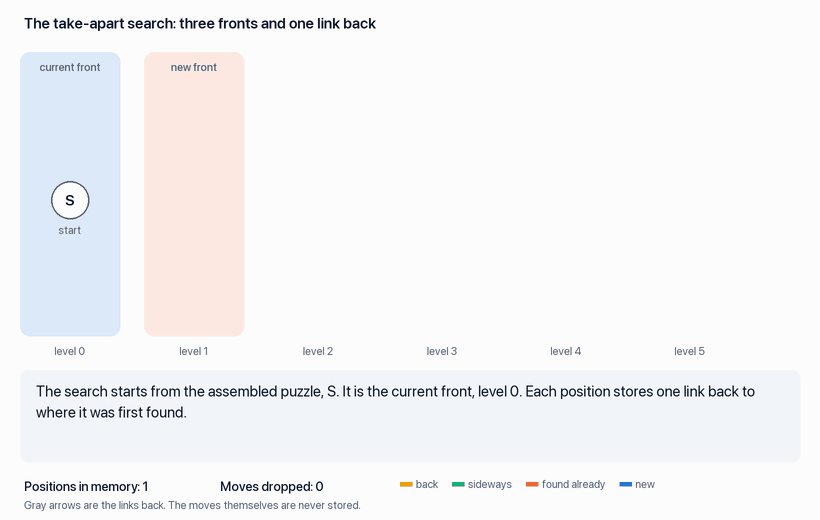 The take-apart search: three fronts and one link back
current front
new front
S
start
level 0
level 1
level 2
level 3
level 4
level 5
The search starts from the assembled puzzle, S. It is the current front, level 0. Each position stores one link back to
where it was first found.
Positions in memory: 1
Moves dropped: 0
back
sideways
found already
new
Gray arrows are the links back. The moves themselves are never stored.